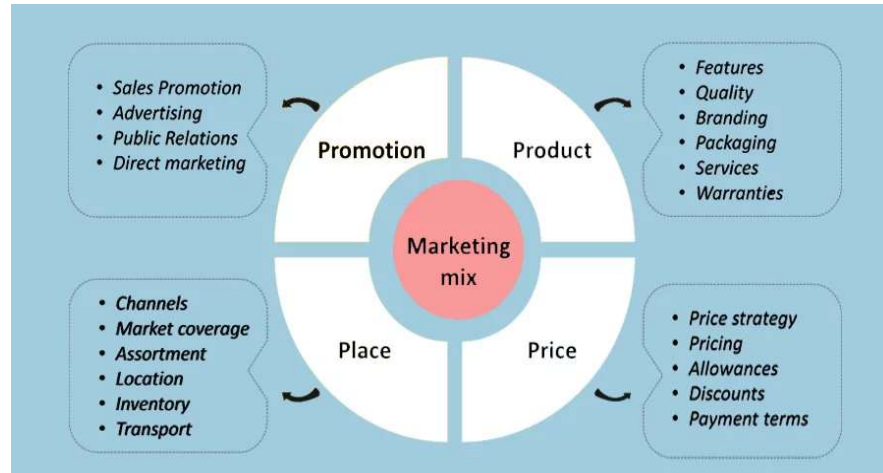 • Sales Promotion
• Advertising
• Public Relations
• Direct marketing
Promotion
Product
• Features
• Quality
• Branding
• Packaging
• Services
• Warranties
Marketing
mix
• Channels
• Market coverage
• Assortment
• Location
• Inventory
• Transport
Place
Price
• Price strategy
• Pricing
• Allowances
• Discounts
• Payment terms